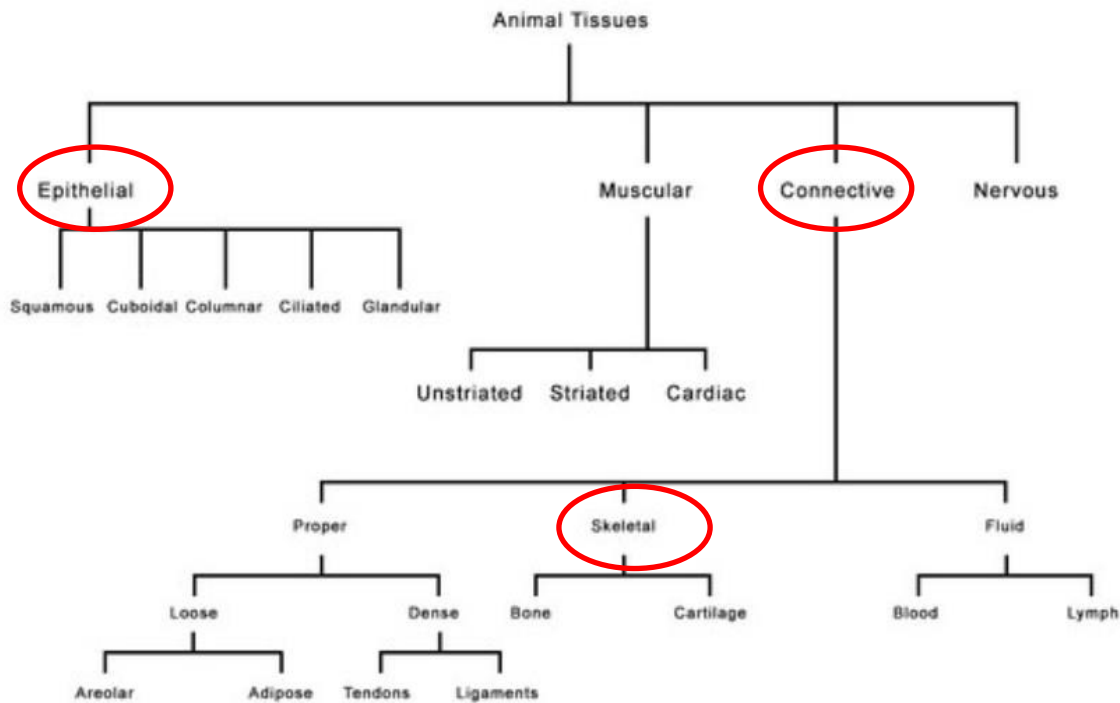 Animal Tissues
Epithelial Muscular Connective Nervous
Squamous Cuboidal Columnar Ciliated Glandular
Unstriated Striated Cardiac
Proper Skeletal Fluid
Loose Dense Bone Cartilage Blood Lymph
Areolar Adipose Tendons Ligaments